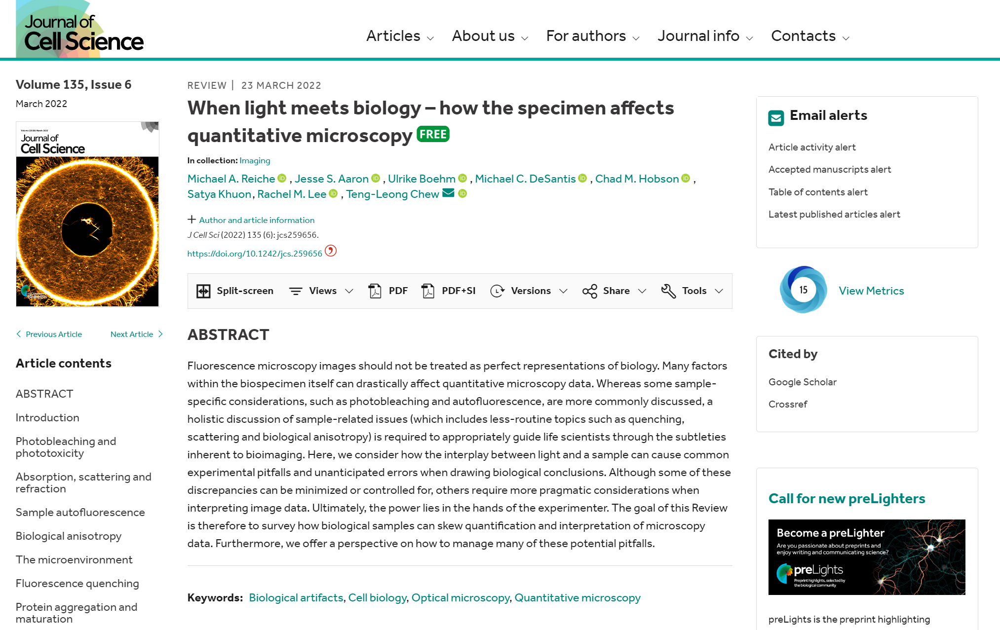 Journal of
Cell Science
Articles
About us
For authors
Journal info
Contacts
Volume 135, Issue 6
March 2022
Volume 135 (6) March 2022
Journal of
Cell Science
Biologists
Previous Article
Next Article
Article contents
ABSTRACT
Introduction
Photobleaching and
phototoxicity
Absorption, scattering and
refraction
Sample autofluorescence
Biological anisotropy
The microenvironment
Fluorescence quenching
Protein aggregation and
maturation
REVIEW | 23 MARCH 2022
When light meets biology – how the specimen affects
quantitative microscopy FREE
In collection: Imaging
Michael A. Reiche iD , Jesse S. Aaron iD , Ulrike Boehm iD , Michael C. DeSantis iD , Chad M. Hobson iD ,
Satya Khuon, Rachel M. Lee iD , Teng-Leong Chew iD
+ Author and article information
J Cell Sci (2022) 135 (6): jcs259656.
https://doi.org/10.1242/jcs.259656
Split-screen
Views
PDF
PDF+SI
Versions
Share
Tools
ABSTRACT
Fluorescence microscopy images should not be treated as perfect representations of biology. Many factors
within the biospecimen itself can drastically affect quantitative microscopy data. Whereas some sample-
specific considerations, such as photobleaching and autofluorescence, are more commonly discussed, a
holistic discussion of sample-related issues (which includes less-routine topics such as quenching,
scattering and biological anisotropy) is required to appropriately guide life scientists through the subtleties
inherent to bioimaging. Here, we consider how the interplay between light and a sample can cause common
experimental pitfalls and unanticipated errors when drawing biological conclusions. Although some of these
discrepancies can be minimized or controlled for, others require more pragmatic considerations when
interpreting image data. Ultimately, the power lies in the hands of the experimenter. The goal of this Review
is therefore to survey how biological samples can skew quantification and interpretation of microscopy
data. Furthermore, we offer a perspective on how to manage many of these potential pitfalls.
Keywords: Biological artifacts, Cell biology, Optical microscopy, Quantitative microscopy
Email alerts
Article activity alert
Accepted manuscripts alert
Table of contents alert
Latest published articles alert
15
View Metrics
Cited by
Google Scholar
Crossref
Call for new preLighters
Become a preLighter
Are you passionate about preprints and
enjoy writing and communicating science?
preLights
Preprint highlights, selected by
the biological community
preLights is the preprint highlighting